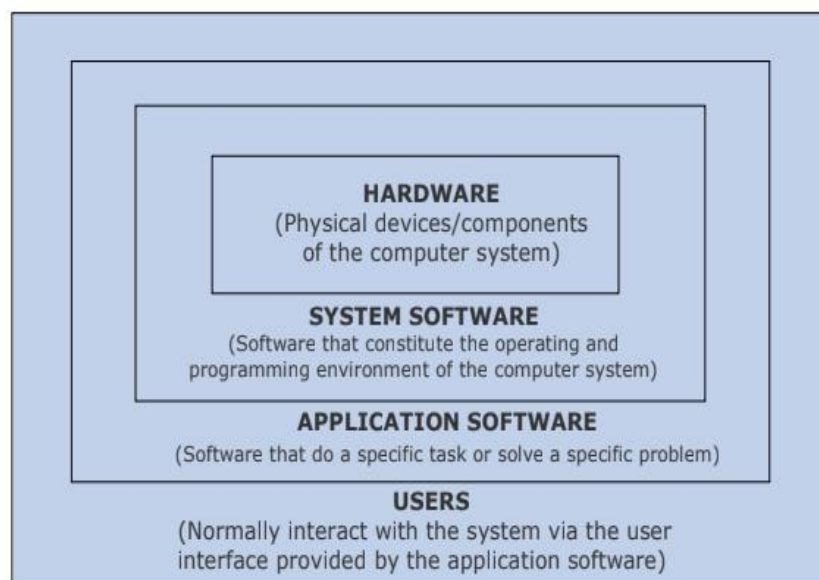 HARDWARE
(Physical devices/components
of the computer system)
SYSTEM SOFTWARE
(Software that constitute the operating and
programming environment of the computer system)
APPLICATION SOFTWARE
(Software that do a specific task or solve a specific problem)
USERS
(Normally interact with the system via the user
interface provided by the application software)